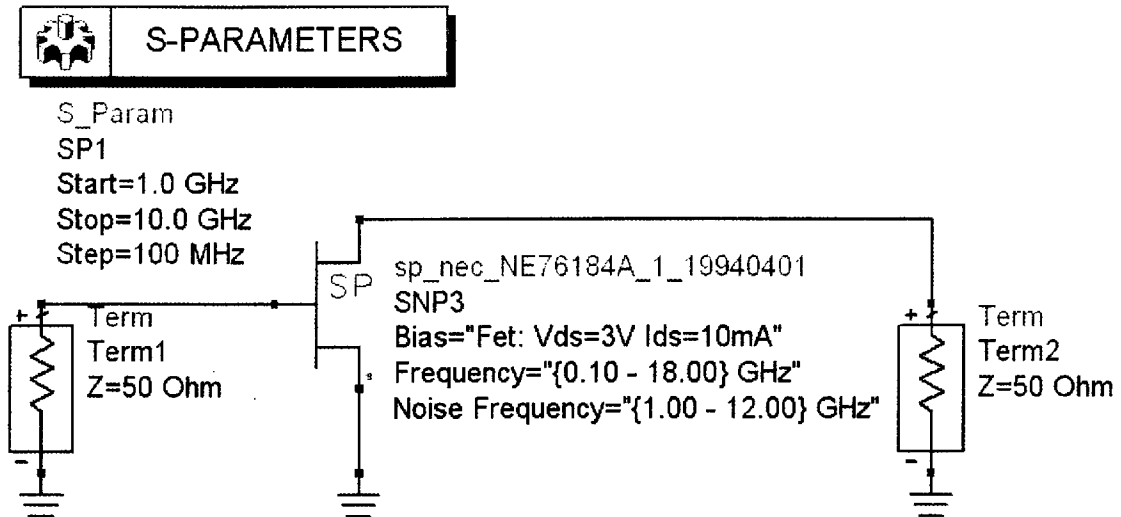 S-PARAMETERS
S_Param
SP1
Start=1.0 GHz
Stop=10.0 GHz
Step=100 MHz
SP
sp_nec_NE76184A_1_19940401
SNP3
Bias="Fet: Vds=3V Ids=10mA"
Frequency="{0.10 - 18.00} GHz"
Noise Frequency="{1.00 - 12.00} GHz"
+
Term
Term1
Z=50 Ohm
-
+
Term
Term2
Z=50 Ohm
-